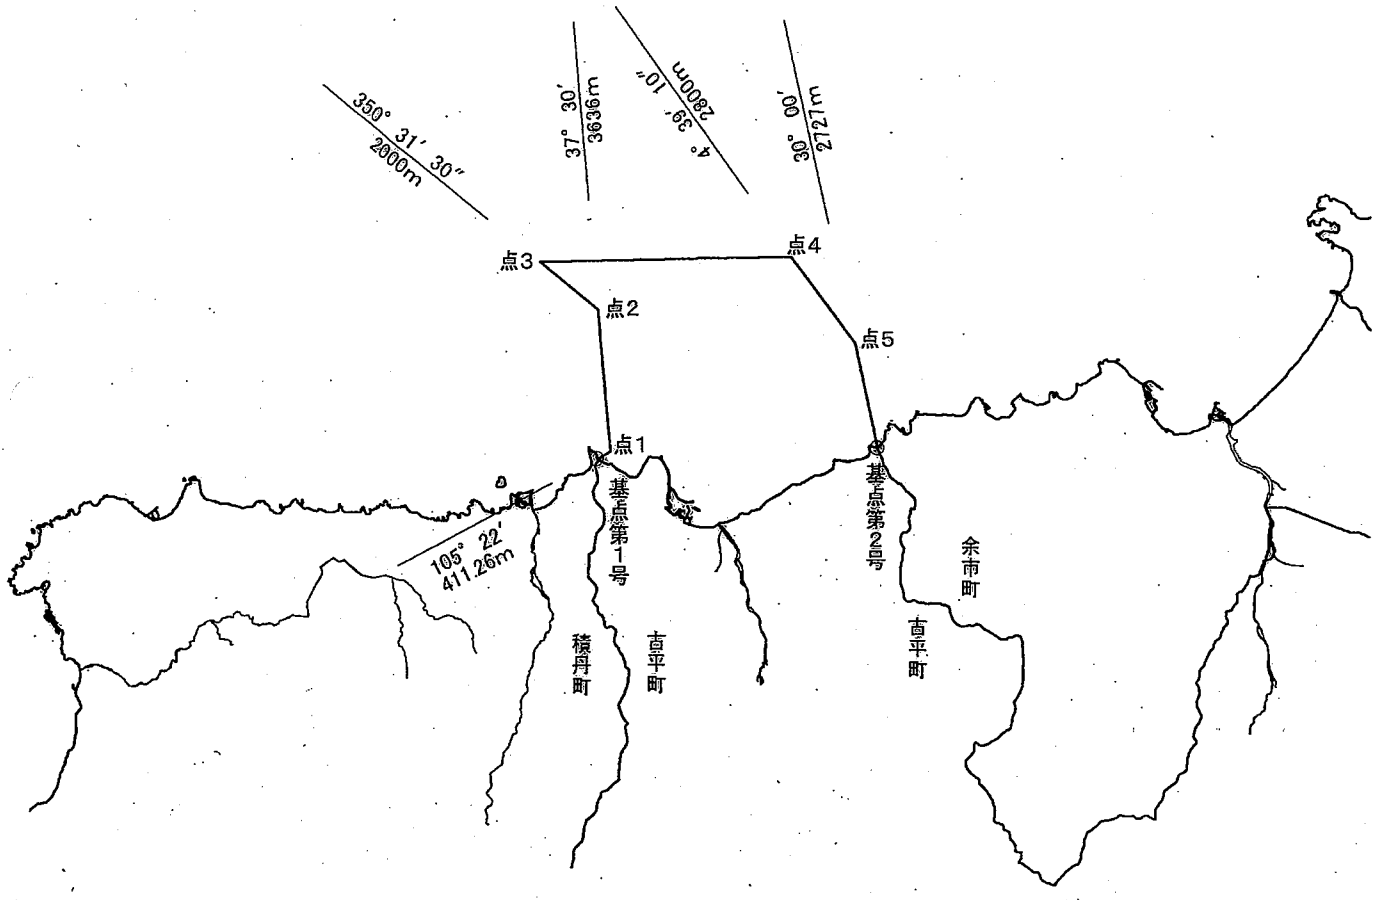 350° 31′ 30″
2000m
37° 30′
3636m
4° 39′ 10″
2800m
30° 00′
2727m
点3
点4
点2
点5
点1
基点第1号
基点第2号
105° 22′
411.26m
余市町
古平町
積丹町
古平町